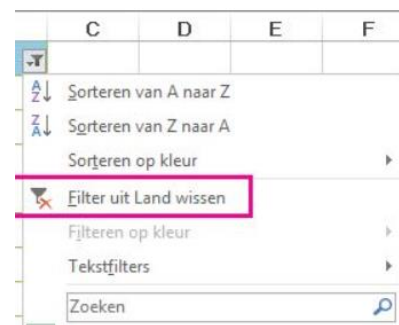 C D E F
Sorteren van A naar Z
Sorteren van Z naar A
Sorteren op kleur
Filter uit Land wissen
Filteren op kleur
Tekstfilters
Zoeken